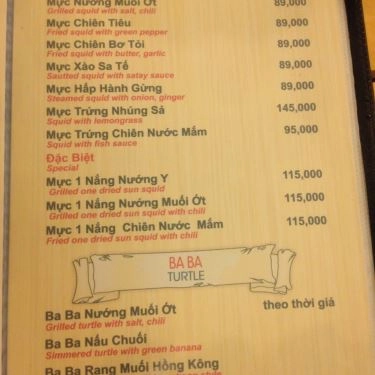 Mực Nướng Muối Ớt 89,000
Grilled squid with salt, chili
Mực Chiên Tiêu 89,000
Fried squid with green pepper
Mực Chiên Bơ Tỏi 89,000
Fried squid with butter, garlic
Mực Xào Sa Tế 89,000
Sautted squid with satay sauce
Mực Hấp Hành Gừng 89,000
Steamed squid with onion, ginger
Mực Trứng Nhúng Sả 145,000
Squid with lemongrass
Mực Trứng Chiên Nước Mắm 95,000
Squid with fish sauce
Đặc Biệt
Special
Mực 1 Nắng Nướng Y 115,000
Grilled one dried sun squid
Mực 1 Nắng Nướng Muối Ớt 115,000
Grilled one dried sun squid with chili
Mực 1 Nắng Chiên Nước Mắm 115,000
Fried one dried sun squid with chili
BA BA
TURTLE
Ba Ba Nướng Muối Ớt theo thời giá
Grilled turtle with salt, chili
Ba Ba Nấu Chuối
Simmered turtle with green banana
Ba Ba Rang Muối Hồng Kông